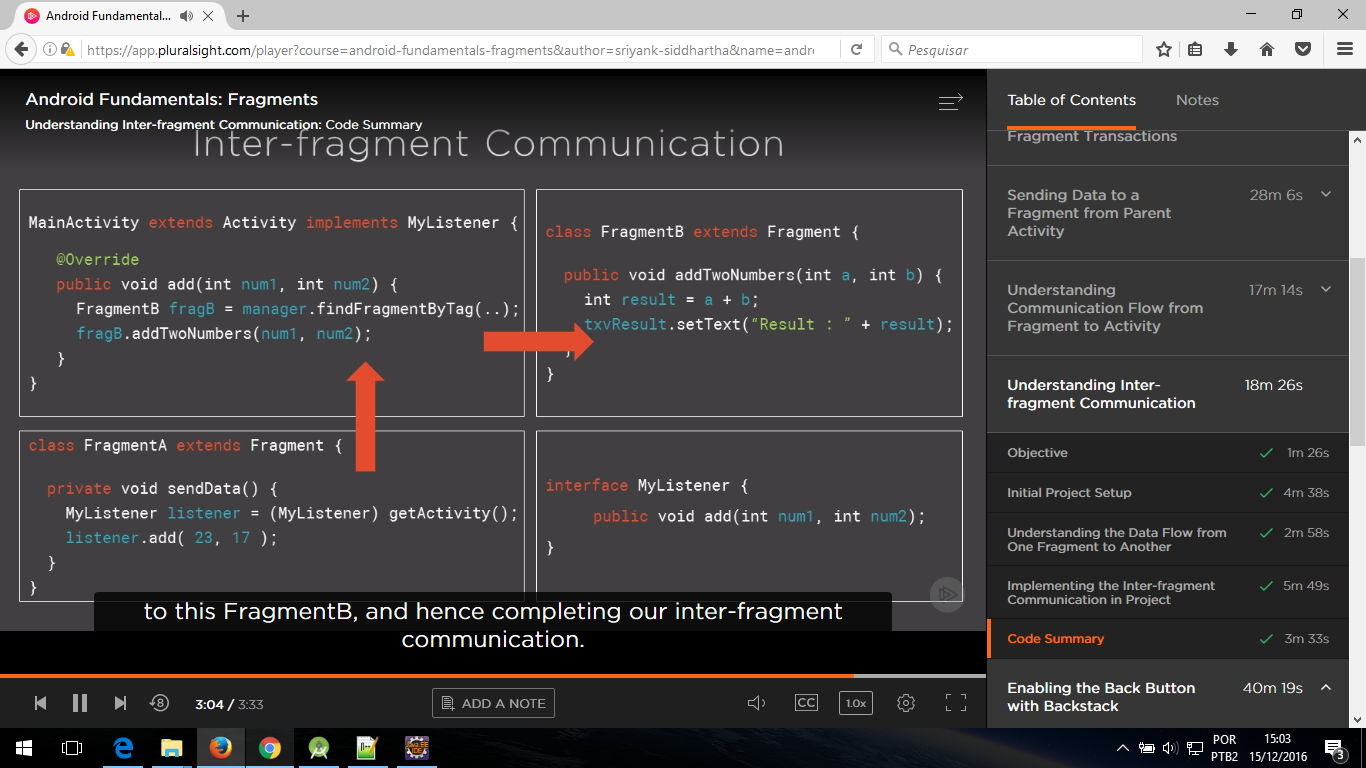 Android Fundamental...
https://app.pluralsight.com/player?course=android-fundamentals-fragments&author=sriyank-siddhartha&name=andro
Pesquisar
Android Fundamentals: Fragments
Understanding Inter-fragment Communication: Code Summary
Inter-fragment Communication
MainActivity extends Activity implements MyListener {
@Override
public void add(int num1, int num2) {
FragmentB fragB = manager.findFragmentByTag(..);
fragB.addTwoNumbers(num1, num2);
}
}
class FragmentB extends Fragment {
public void addTwoNumbers(int a, int b) {
int result = a + b;
txvResult.setText("Result : " + result);
}
}
class FragmentA extends Fragment {
private void sendData() {
MyListener listener = (MyListener) getActivity();
listener.add( 23, 17 );
}
}
interface MyListener {
public void add(int num1, int num2);
}
to this FragmentB, and hence completing our inter-fragment
communication.
8
3:04 / 3:33
ADD A NOTE
CC
1.0x
Table of Contents
Notes
Fragment Transactions
Sending Data to a 28m 6s
Fragment from Parent
Activity
Understanding 17m 14s
Communication Flow from
Fragment to Activity
Understanding Inter- 18m 26s
fragment Communication
Objective 1m 26s
Initial Project Setup 4m 38s
Understanding the Data Flow from 2m 58s
One Fragment to Another
Implementing the Inter-fragment 5m 49s
Communication in Project
Code Summary 3m 33s
Enabling the Back Button 40m 19s
with Backstack
Java EE
IDE
POR
PTB2
15:03
15/12/2016
3